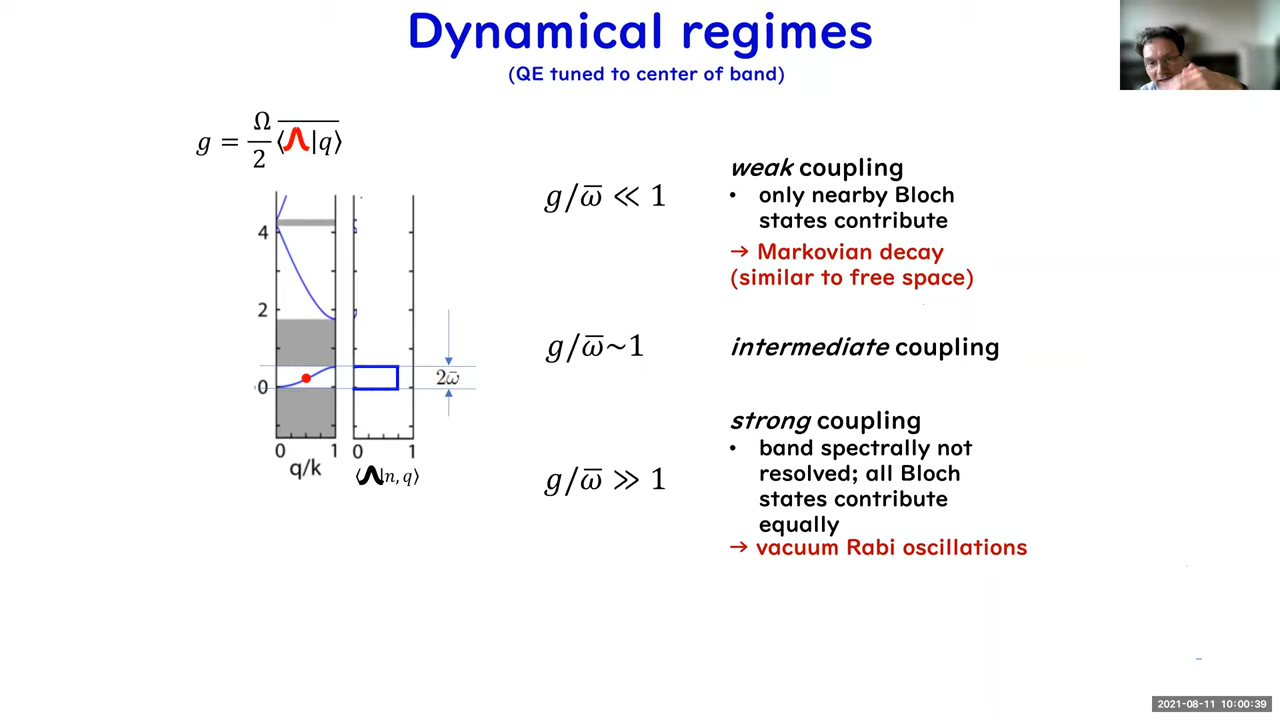 Dynamical regimes
(QE tuned to center of band)
g = Ω/2 ⟨Λ|q⟩
4
2
0
0
1
q/k
0
1
⟨Λ|n, q⟩
2ω̅
g/ω̅ ≪ 1
weak coupling
• only nearby Bloch
states contribute
→ Markovian decay
(similar to free space)
g/ω̅~1
intermediate coupling
g/ω̅ ≫ 1
strong coupling
• band spectrally not
resolved; all Bloch
states contribute
equally
→ vacuum Rabi oscillations
2021-08-11 10:00:39